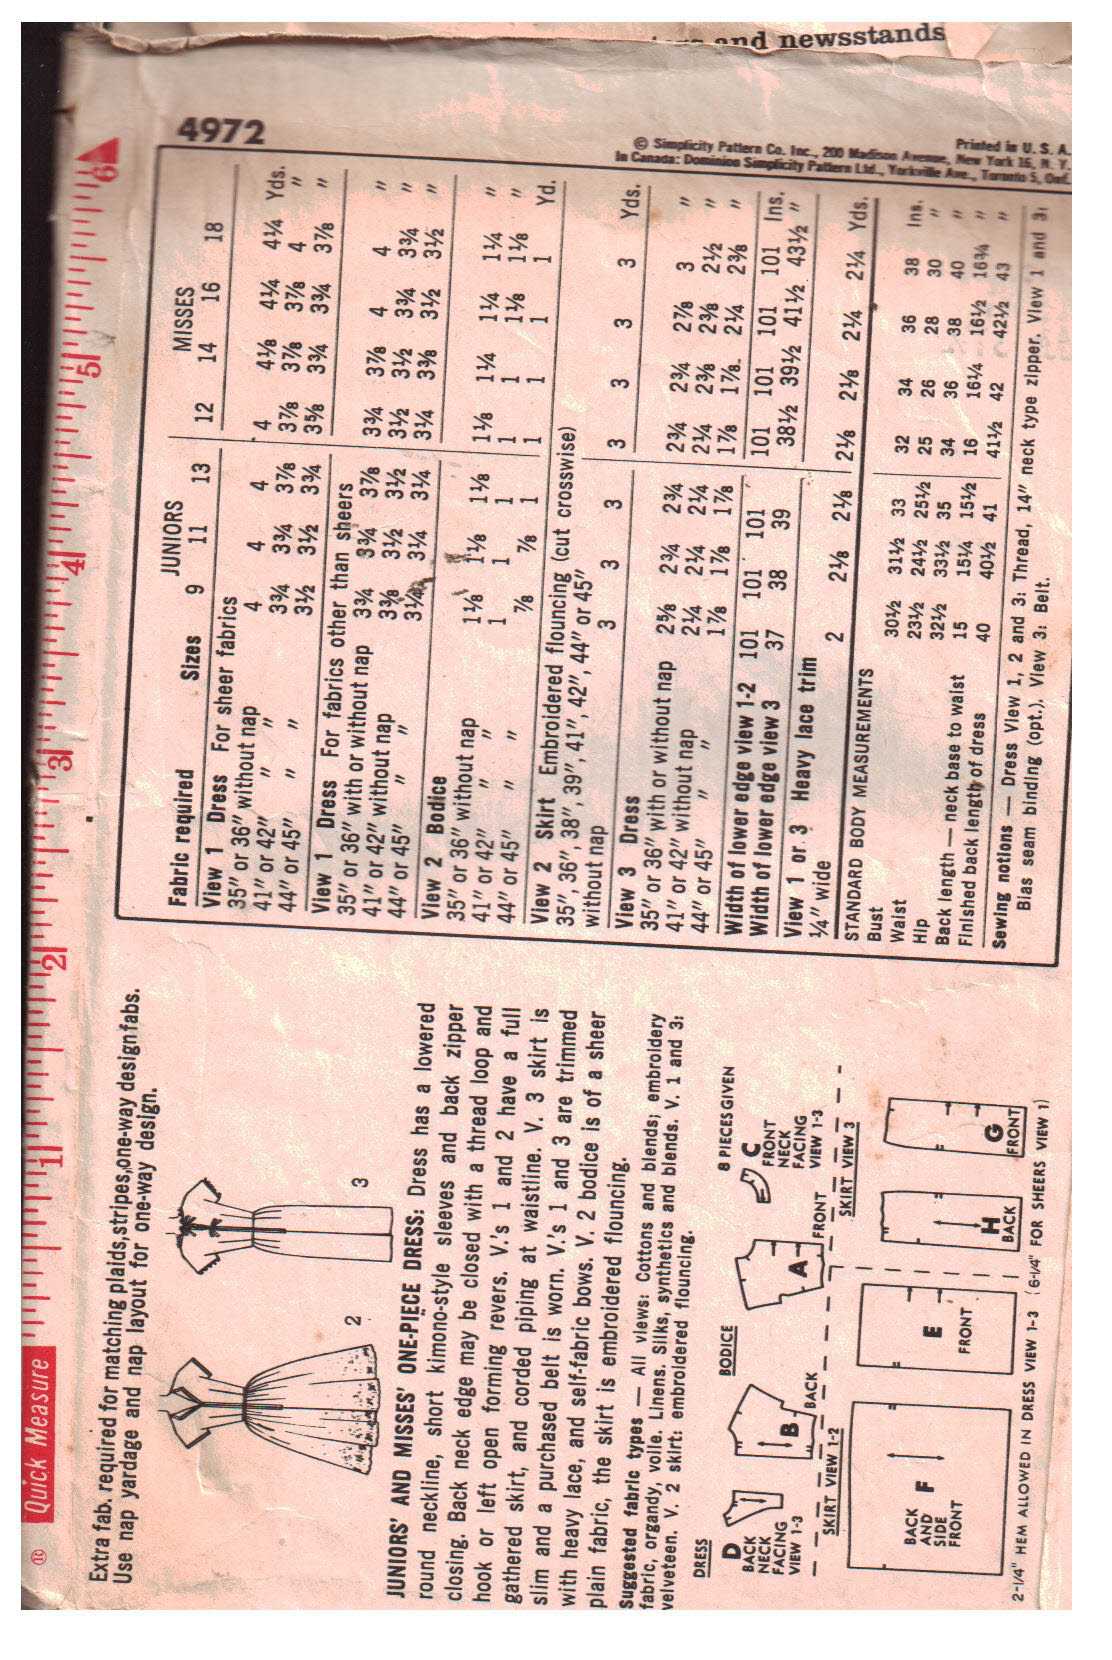 and newsstands
4972
© Simplicity Pattern Co. Inc., 200 Madison Avenue, New York 16, N. Y.
In Canada: Dominion Simplicity Pattern Ltd., Yorkville Ave., Toronto 5, Ont.
Printed in U. S. A.
Quick Measure
1 2 3 4 5 6
Extra fab. required for matching plaids, stripes, one-way design fabs.
Use nap yardage and nap layout for one-way design.
2 3
JUNIORS' AND MISSES' ONE-PIECE DRESS: Dress has a lowered
round neckline, short kimono-style sleeves and back zipper
closing. Back neck edge may be closed with a thread loop and
hook or left open forming revers. V.'s 1 and 2 have a full
gathered skirt, and corded piping at waistline. V. 3 skirt is
slim and a purchased belt is worn. V.'s 1 and 3 are trimmed
with heavy lace, and self-fabric bows. V. 2 bodice is of a sheer
plain fabric, the skirt is embroidered flouncing.
Suggested fabric types — All views: Cottons and blends; embroidery
fabric, organdy, voile. Linens. Silks, synthetics and blends. V. 1 and 3:
velveteen. V. 2 skirt: embroidered flouncing.
DRESS BODICE 8 PIECES GIVEN
D
BACK
NECK
FACING
VIEW 1-3
B
BACK
A
FRONT
C
FRONT
NECK
FACING
VIEW 1-3
SKIRT VIEW 1-2
SKIRT VIEW 3
BACK
AND
SIDE
FRONT
F
E
FRONT
H
BACK
G
FRONT
2-1/4" HEM ALLOWED IN DRESS VIEW 1-3 (6-1/4" FOR SHEERS VIEW 1)
JUNIORS MISSES
Fabric required Sizes 9 11 13 12 14 16 18
View 1 Dress For sheer fabrics
35" or 36" without nap 4 4 4 4 4⅛ 4¼ 4¼ Yds.
41" or 42" " " 3¾ 3¾ 3⅞ 3⅞ 3⅞ 3⅞ 4 "
44" or 45" " " 3½ 3½ 3¾ 3⅝ 3¾ 3¾ 3⅞ "
View 1 Dress For fabrics other than sheers
35" or 36" with or without nap 3¾ 3¾ 3⅞ 3¾ 3⅞ 4 4 "
41" or 42" without nap 3⅜ 3½ 3½ 3½ 3½ 3¾ 3¾ "
44" or 45" " " 3¼ 3¼ 3¼ 3¼ 3⅜ 3½ 3½ "
View 2 Bodice
35" or 36" without nap 1⅛ 1⅛ 1⅛ 1⅛ 1¼ 1¼ 1¼ "
41" or 42" " " 1 1 1 1 1 1⅛ 1⅛ "
44" or 45" " " ⅞ ⅞ 1 1 1 1 1 Yd.
View 2 Skirt Embroidered flouncing (cut crosswise)
35", 36", 38", 39", 41", 42", 44" or 45"
without nap 3 3 3 3 3 3 3 Yds.
View 3 Dress
35" or 36" with or without nap 2⅝ 2¾ 2¾ 2¾ 2¾ 2⅞ 3 "
41" or 42" without nap 2¼ 2¼ 2¼ 2¼ 2⅜ 2⅜ 2½ "
44" or 45" " " 1⅞ 1⅞ 1⅞ 1⅞ 1⅞ 2¼ 2⅜ "
Width of lower edge view 1-2 101 101 101 101 101 101 101 Ins.
Width of lower edge view 3 37 38 39 38½ 39½ 41½ 43½ "
View 1 or 3 Heavy lace trim
¼" wide 2 2⅛ 2⅛ 2⅛ 2⅛ 2¼ 2¼ Yds.
STANDARD BODY MEASUREMENTS
Bust 30½ 31½ 33 32 34 36 38 Ins.
Waist 23½ 24½ 25½ 25 26 28 30 "
Hip 32½ 33½ 35 34 36 38 40 "
Back length — neck base to waist 15 15¼ 15½ 16 16¼ 16½ 16¾ "
Finished back length of dress 40 40½ 41 41½ 42 42½ 43 "
Sewing notions — Dress View 1, 2 and 3: Thread, 14" neck type zipper. View 1 and 3:
Bias seam binding (opt.). View 3: Belt.